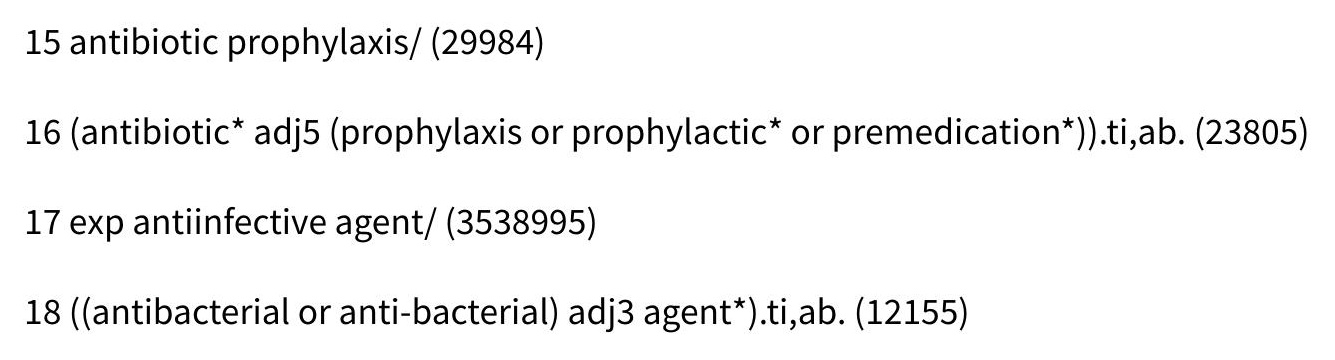 15 antibiotic prophylaxis/ (29984)
16 (antibiotic* adj5 (prophylaxis or prophylactic* or premedication*)).ti,ab. (23805)
17 exp antiinfective agent/ (3538995)
18 ((antibacterial or anti-bacterial) adj3 agent*).ti,ab. (12155)